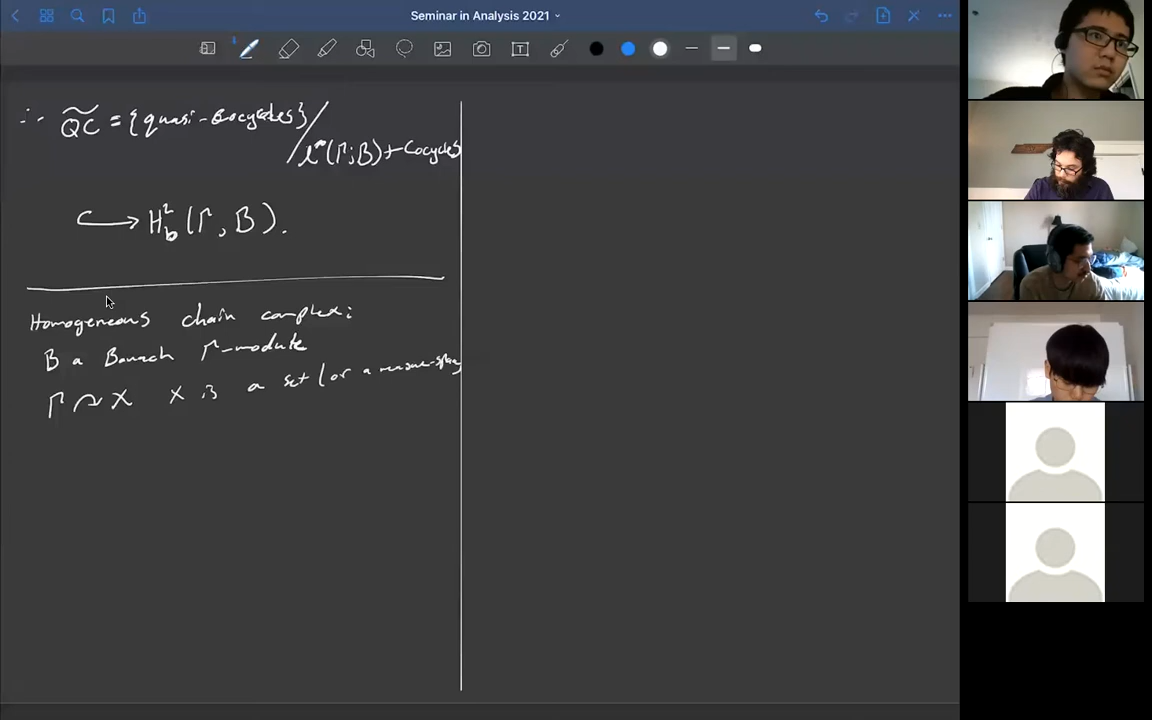 Seminar in Analysis 2021
∴ Q̃C = {quasi-cocycles} / ℓ^∞(Γ;B) + cocycles
↪ H²_b(Γ, B).
Homogeneous chain complex:
B a Banach Γ-module
Γ ↷ X X is a set (or a measure-space)